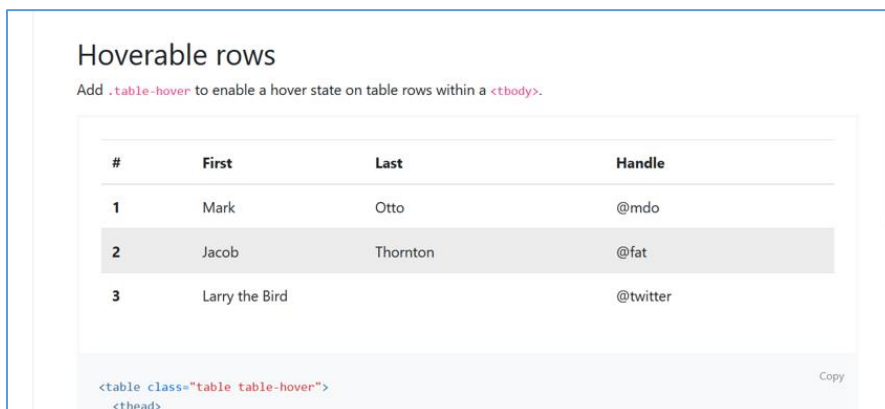 Hoverable rows
Add .table-hover to enable a hover state on table rows within a <tbody>.
# First Last Handle
1 Mark Otto @mdo
2 Jacob Thornton @fat
3 Larry the Bird @twitter
Copy
<table class="table table-hover">
<thead>